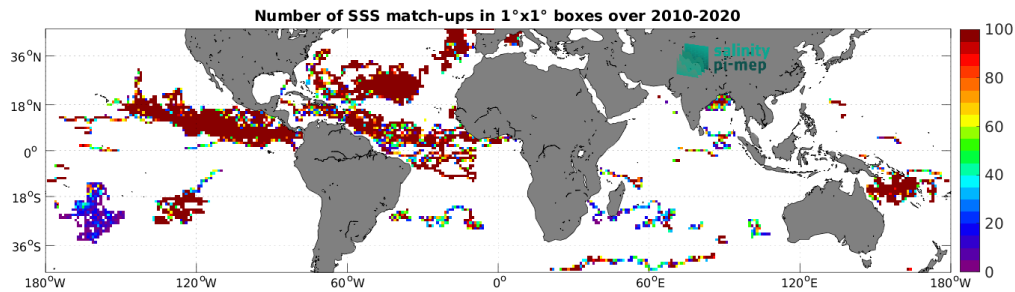 Number of SSS match-ups in 1°x1° boxes over 2010-2020
36°N
18°N
0°
18°S
36°S
180°W
120°W
60°W
0°
60°E
120°E
180°W
salinity
pi-mep
100
80
60
40
20
0